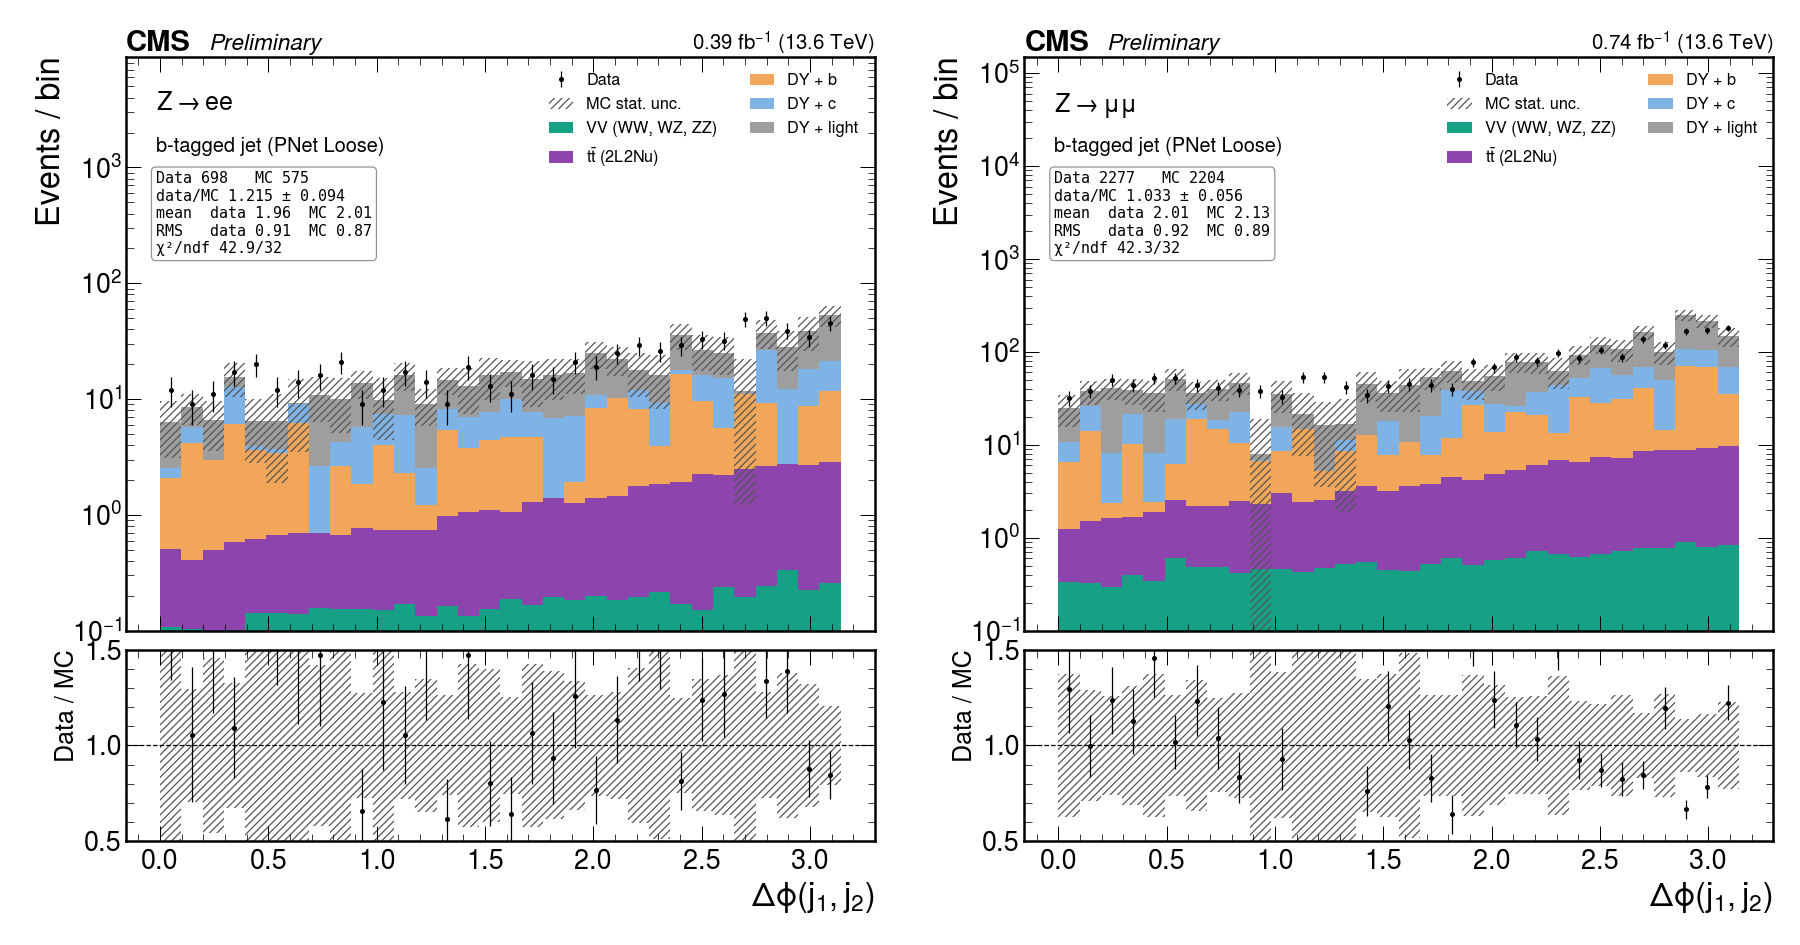 CMS Preliminary 0.39 fb⁻¹ (13.6 TeV)
Events / bin
Z → ee
b-tagged jet (PNet Loose)
Data 698 MC 575
data/MC 1.215 ± 0.094
mean data 1.96 MC 2.01
RMS data 0.91 MC 0.87
χ²/ndf 42.9/32
Data
MC stat. unc.
VV (WW, WZ, ZZ)
tt̄ (2L2Nu)
DY + b
DY + c
DY + light
10³
10²
10¹
10⁰
10⁻¹
Data / MC
1.5
1.0
0.5
0.0 0.5 1.0 1.5 2.0 2.5 3.0
Δϕ(j₁, j₂)
CMS Preliminary 0.74 fb⁻¹ (13.6 TeV)
Events / bin
Z → μμ
b-tagged jet (PNet Loose)
Data 2277 MC 2204
data/MC 1.033 ± 0.056
mean data 2.01 MC 2.13
RMS data 0.92 MC 0.89
χ²/ndf 42.3/32
Data
MC stat. unc.
VV (WW, WZ, ZZ)
tt̄ (2L2Nu)
DY + b
DY + c
DY + light
10⁵
10⁴
10³
10²
10¹
10⁰
10⁻¹
Data / MC
1.5
1.0
0.5
0.0 0.5 1.0 1.5 2.0 2.5 3.0
Δϕ(j₁, j₂)